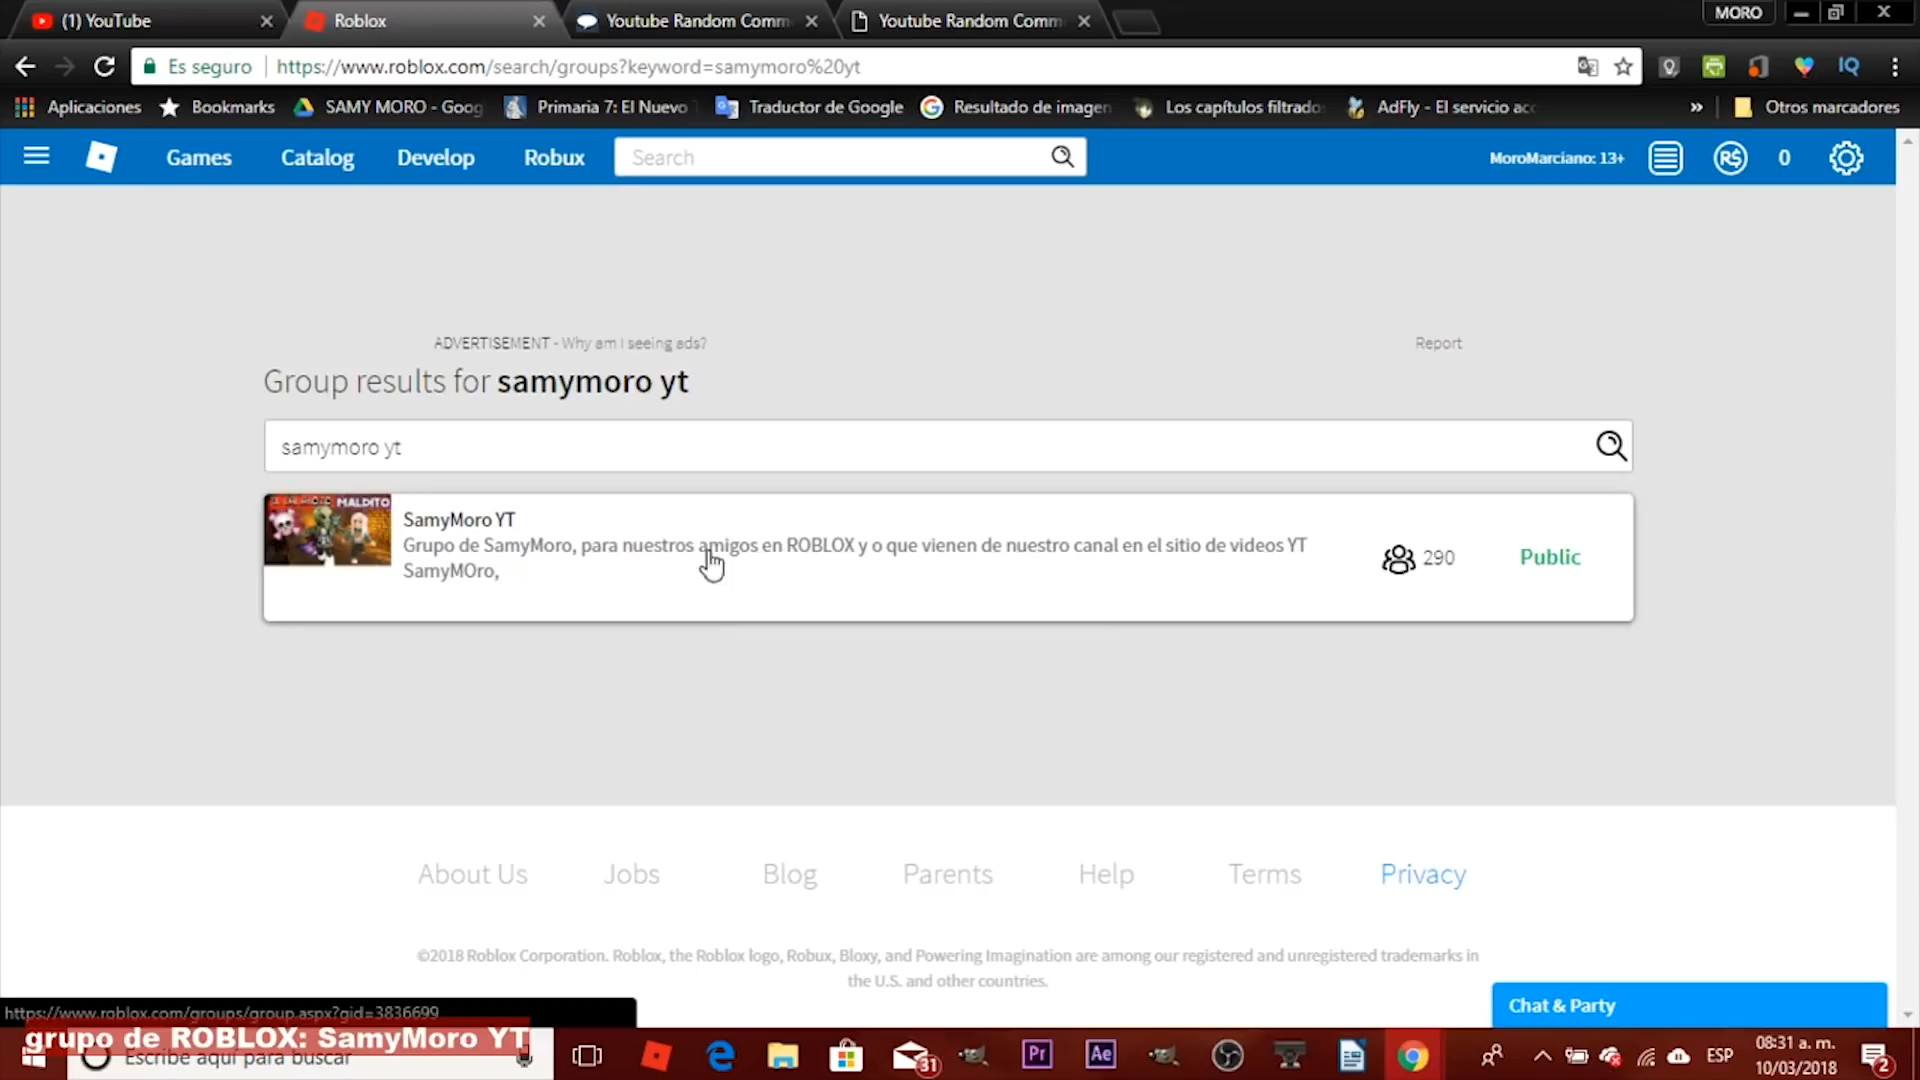 (1) YouTube
Roblox
Youtube Random Comm
Youtube Random Comm
MORO
Es seguro
https://www.roblox.com/search/groups?keyword=samymoro%20yt
IQ
Aplicaciones
Bookmarks
SAMY MORO - Goog
Primaria 7: El Nuevo
Traductor de Google
Resultado de imagen
Los capítulos filtrado
AdFly - El servicio acc
»
Otros marcadores
Games
Catalog
Develop
Robux
Search
MoroMarciano: 13+
R$
0
ADVERTISEMENT - Why am I seeing ads?
Report
Group results for samymoro yt
samymoro yt
MALDITO
SamyMoro YT
Grupo de SamyMoro, para nuestros amigos en ROBLOX y o que vienen de nuestro canal en el sitio de videos YT
SamyMOro,
290
Public
About Us
Jobs
Blog
Parents
Help
Terms
Privacy
©2018 Roblox Corporation. Roblox, the Roblox logo, Robux, Bloxy, and Powering Imagination are among our registered and unregistered trademarks in
the U.S. and other countries.
Chat & Party
https://www.roblox.com/groups/group.aspx?gid=3836699
grupo de ROBLOX: SamyMoro YT
Escribe aquí para buscar
31
Pr
Ae
ESP
08:31 a. m.
10/03/2018
2